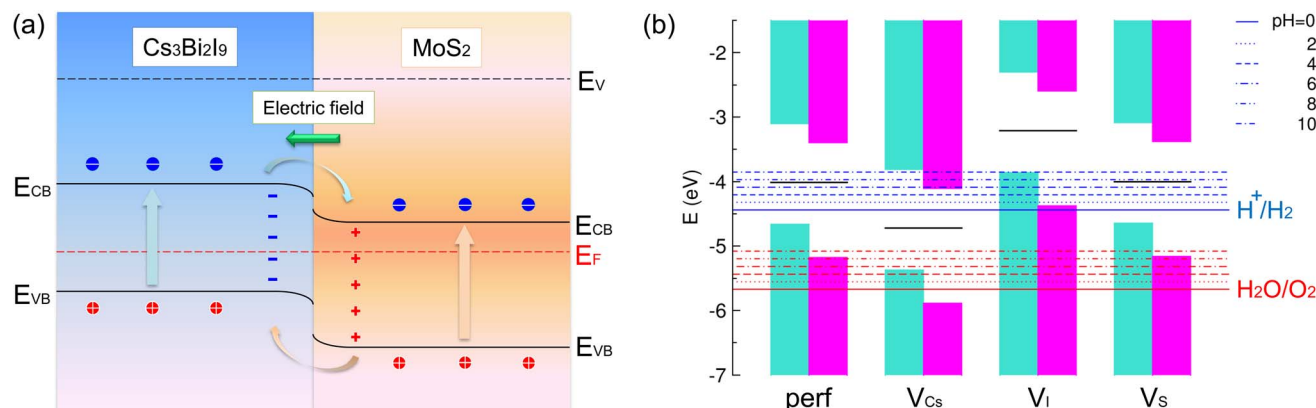 (a)
Cs3Bi2I9
MoS2
EV
Electric field
ECB
ECB
EF
EVB
EVB
(b)
E (eV)
-2
-3
-4
-5
-6
-7
pH=0
2
4
6
8
10
H+/H2
H2O/O2
perf
VCs
VI
VS